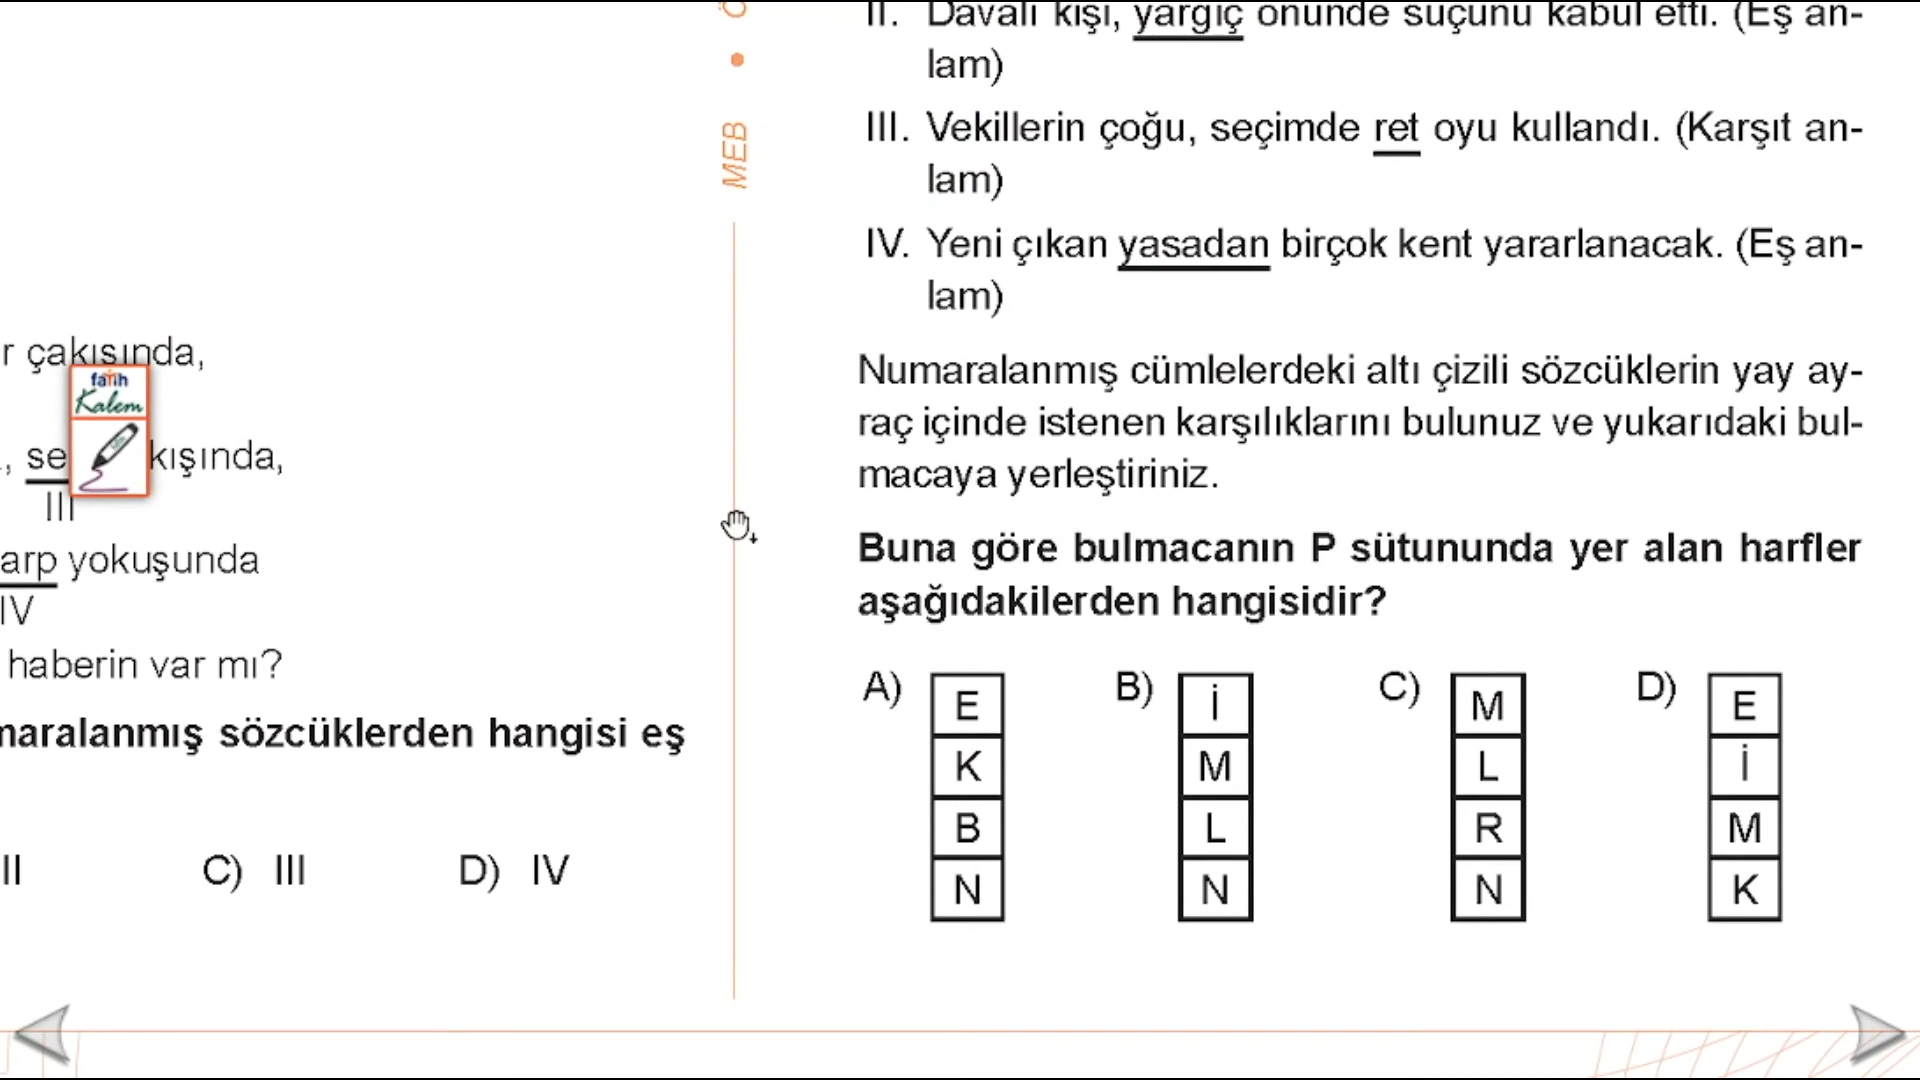 r çakısında,
, se kışında,
III
arp yokuşunda
IV
haberin var mı?
maralanmış sözcüklerden hangisi eş
II C) III D) IV
fatih
Kalem
MEB •
II. Davalı kişi, yargıç önünde suçunu kabul etti. (Eş an-
lam)
III. Vekillerin çoğu, seçimde ret oyu kullandı. (Karşıt an-
lam)
IV. Yeni çıkan yasadan birçok kent yararlanacak. (Eş an-
lam)
Numaralanmış cümlelerdeki altı çizili sözcüklerin yay ay-
raç içinde istenen karşılıklarını bulunuz ve yukarıdaki bul-
macaya yerleştiriniz.
Buna göre bulmacanın P sütununda yer alan harfler
aşağıdakilerden hangisidir?
A) E B) İ C) M D) E
K M L İ
B L R M
N N N K